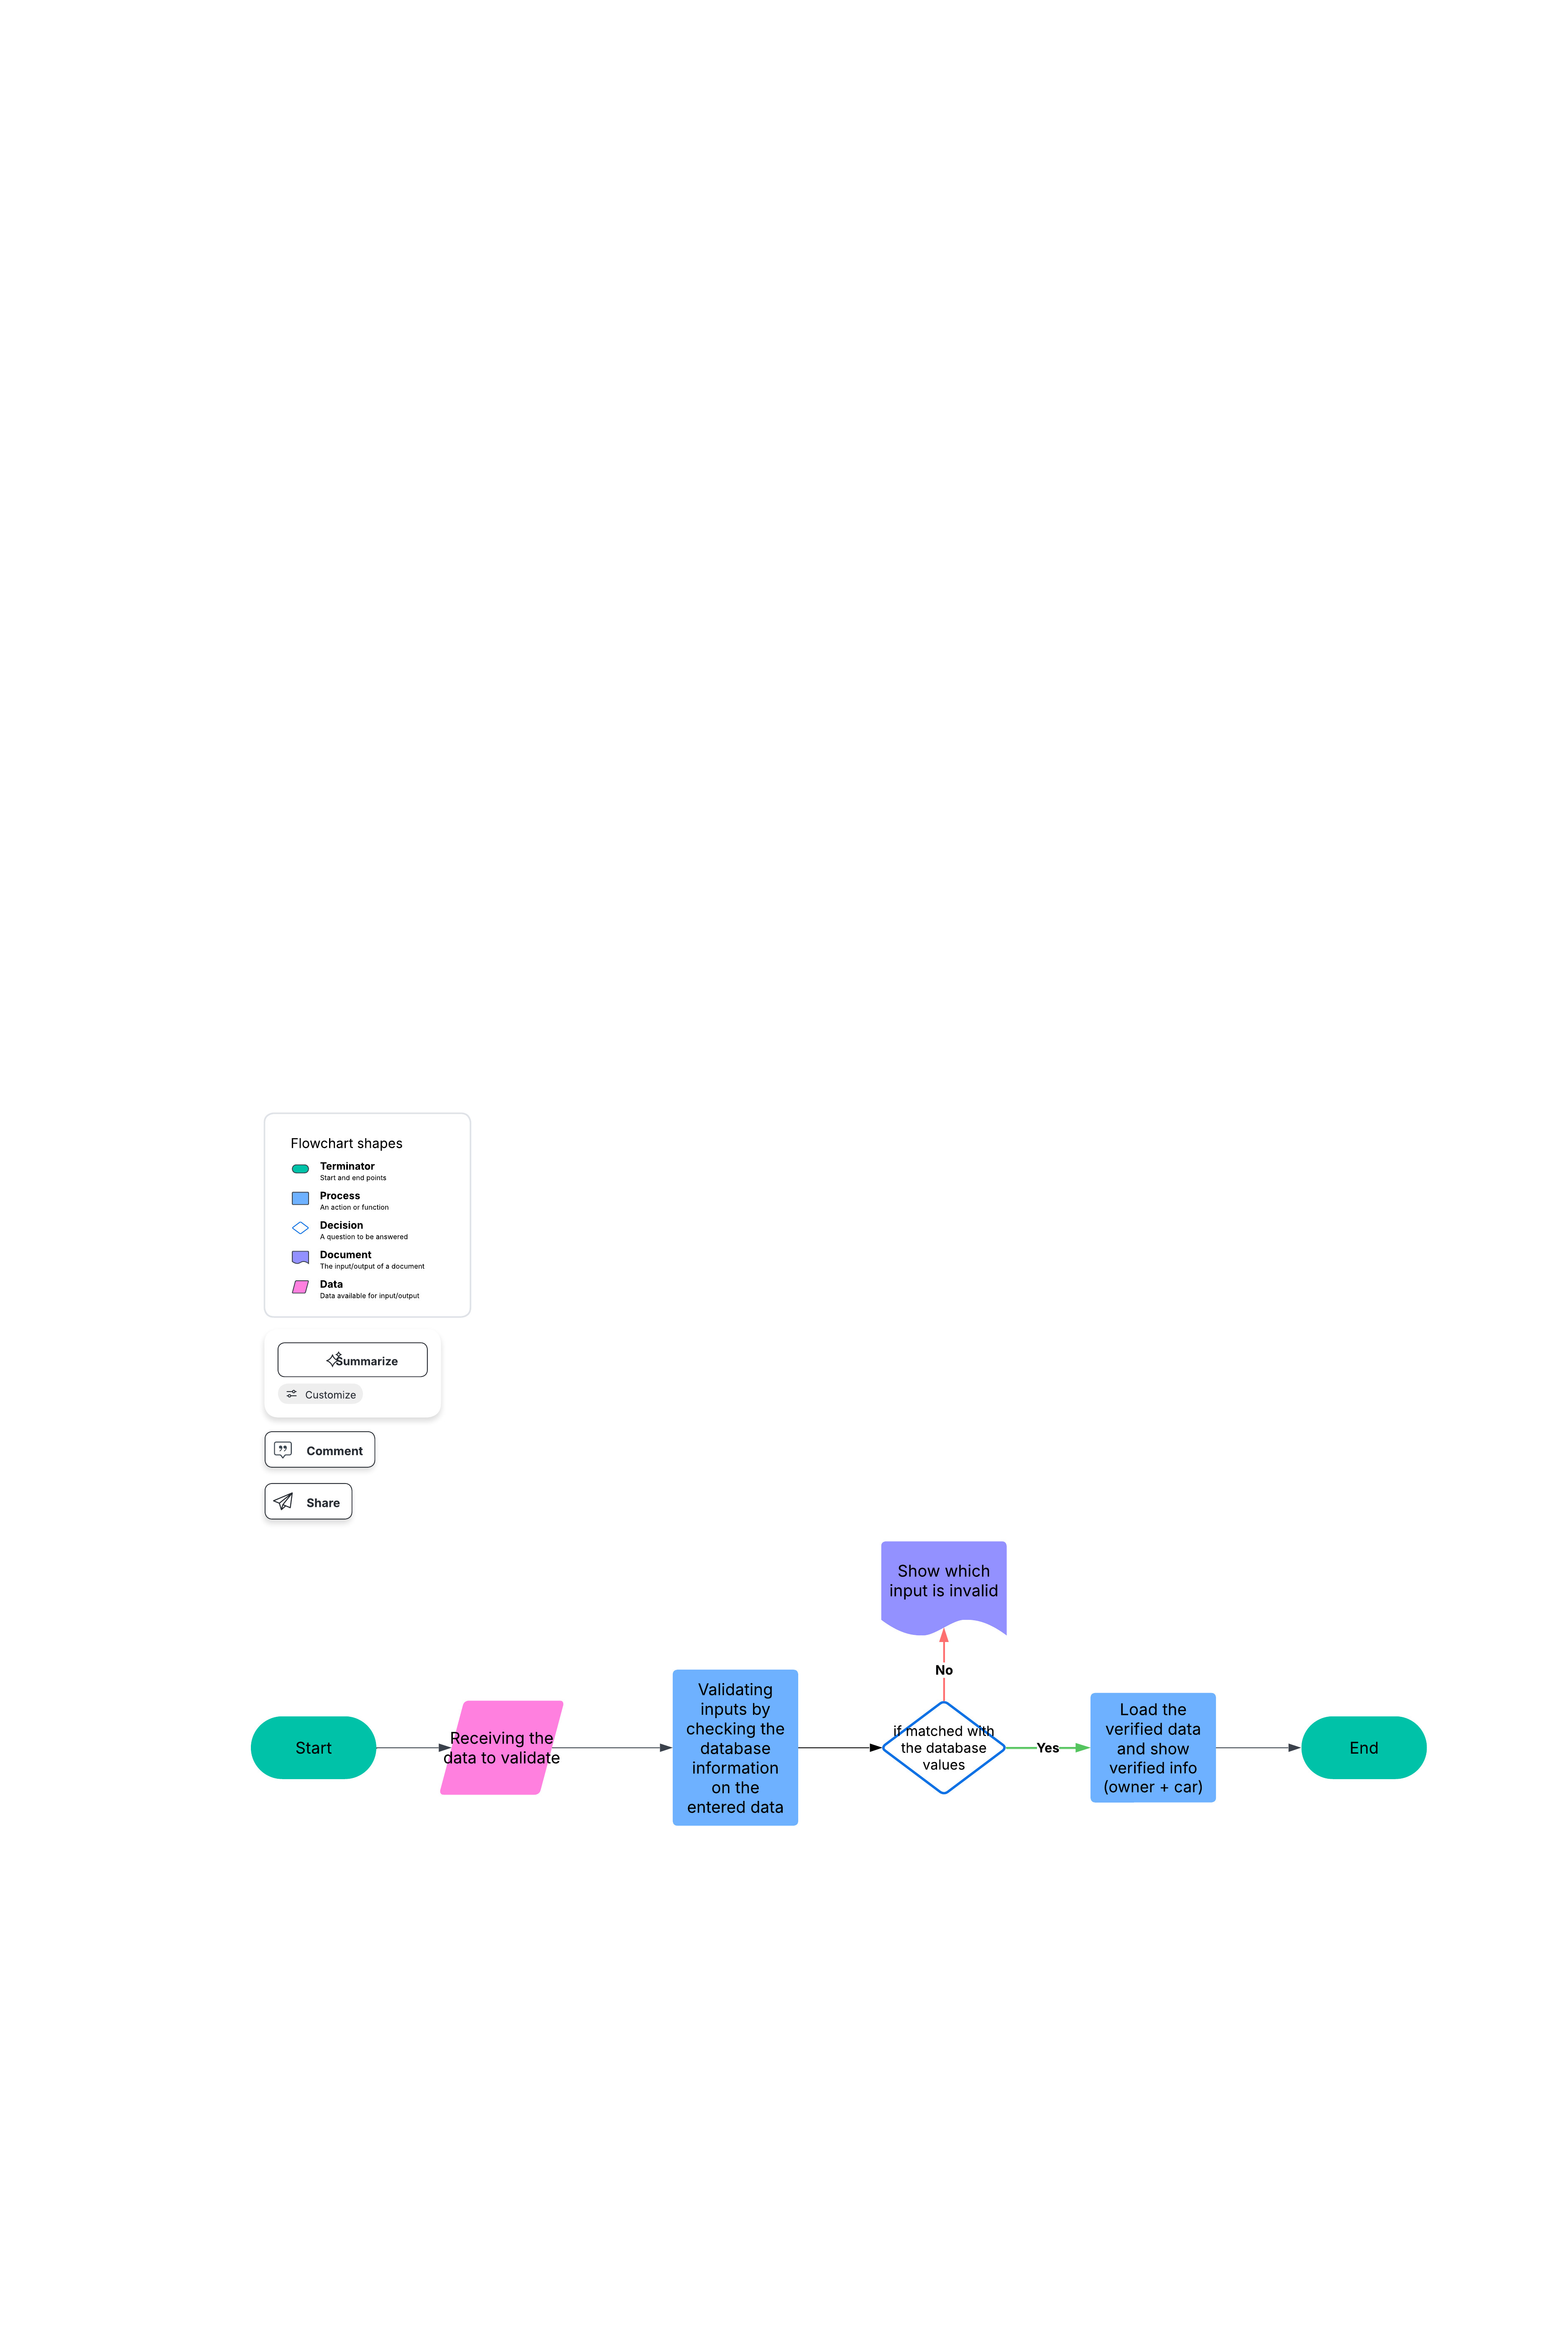 Flowchart shapes
Terminator
Start and end points
Process
An action or function
Decision
A question to be answered
Document
The input/output of a document
Data
Data available for input/output
Summarize
Customize
Comment
Share
Show which
input is invalid
No
Start
Receiving the
data to validate
Validating
inputs by
checking the
database
information
on the
entered data
if matched with
the database
values
Yes
Load the
verified data
and show
verified info
(owner + car)
End